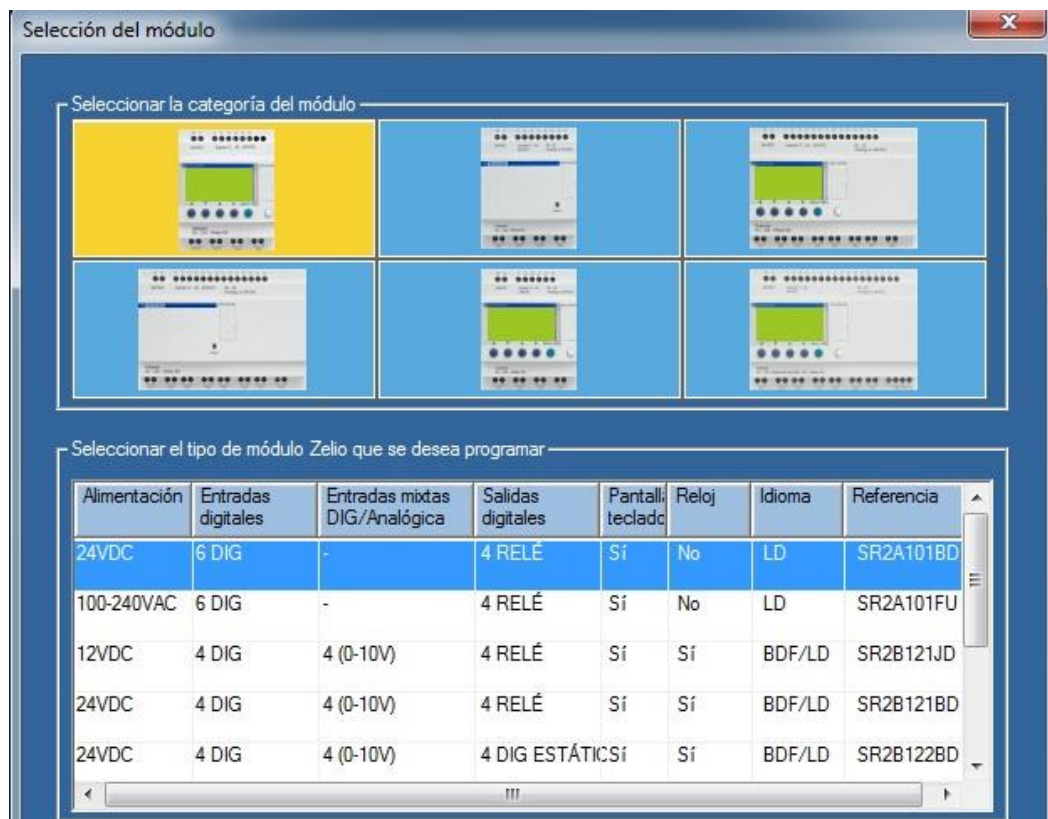 Selección del módulo
Seleccionar la categoría del módulo
Seleccionar el tipo de módulo Zelio que se desea programar
Alimentación Entradas digitales Entradas mixtas DIG/Analógica Salidas digitales Pantall teclado Reloj Idioma Referencia
24VDC 6 DIG - 4 RELÉ Sí No LD SR2A101BD
100-240VAC 6 DIG - 4 RELÉ Sí No LD SR2A101FU
12VDC 4 DIG 4 (0-10V) 4 RELÉ Sí Sí BDF/LD SR2B121JD
24VDC 4 DIG 4 (0-10V) 4 RELÉ Sí Sí BDF/LD SR2B121BD
24VDC 4 DIG 4 (0-10V) 4 DIG ESTÁTIC Sí Sí BDF/LD SR2B122BD